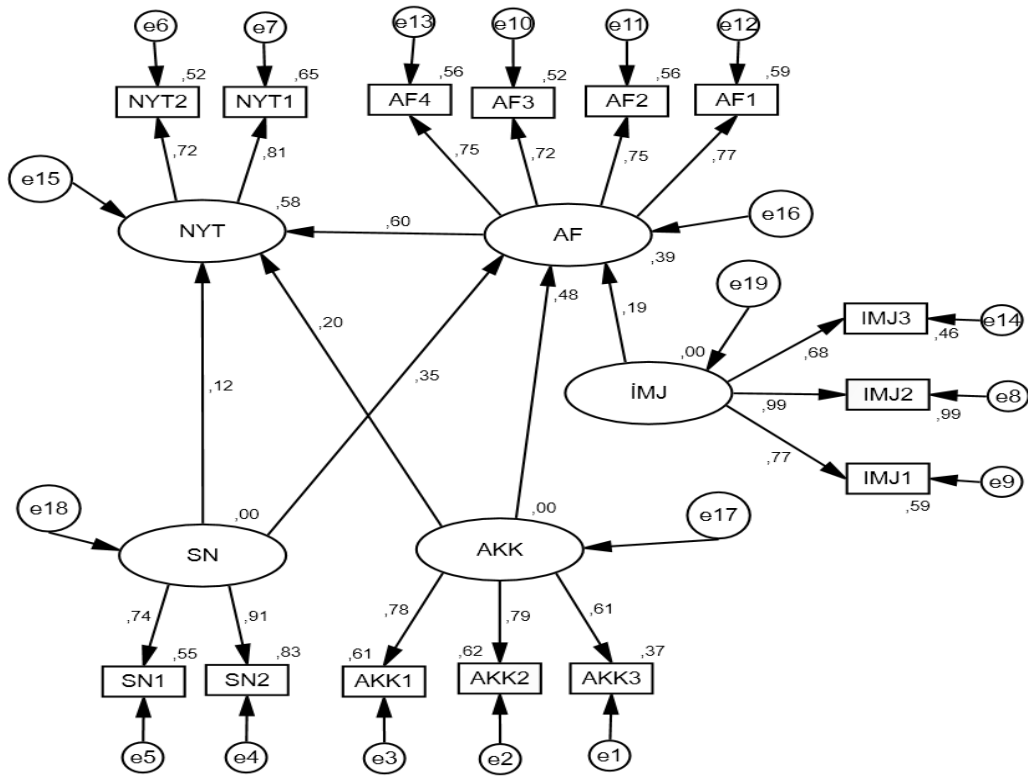 e6
e7
e13
e10
e11
e12
,52
,65
,56
,52
,56
,59
NYT2
NYT1
AF4
AF3
AF2
AF1
,72
,81
,75
,72
,75
,77
e15
,58
NYT
,60
AF
e16
,39
,48
e19
,20
,19
IMJ3
e14
,46
,00
,68
,12
,35
İMJ
,99
IMJ2
e8
,99
,77
IMJ1
e9
,59
e18
,00
,00
e17
SN
AKK
,74
,91
,78
,79
,61
,55
,83
,61
,62
,37
SN1
SN2
AKK1
AKK2
AKK3
e5
e4
e3
e2
e1